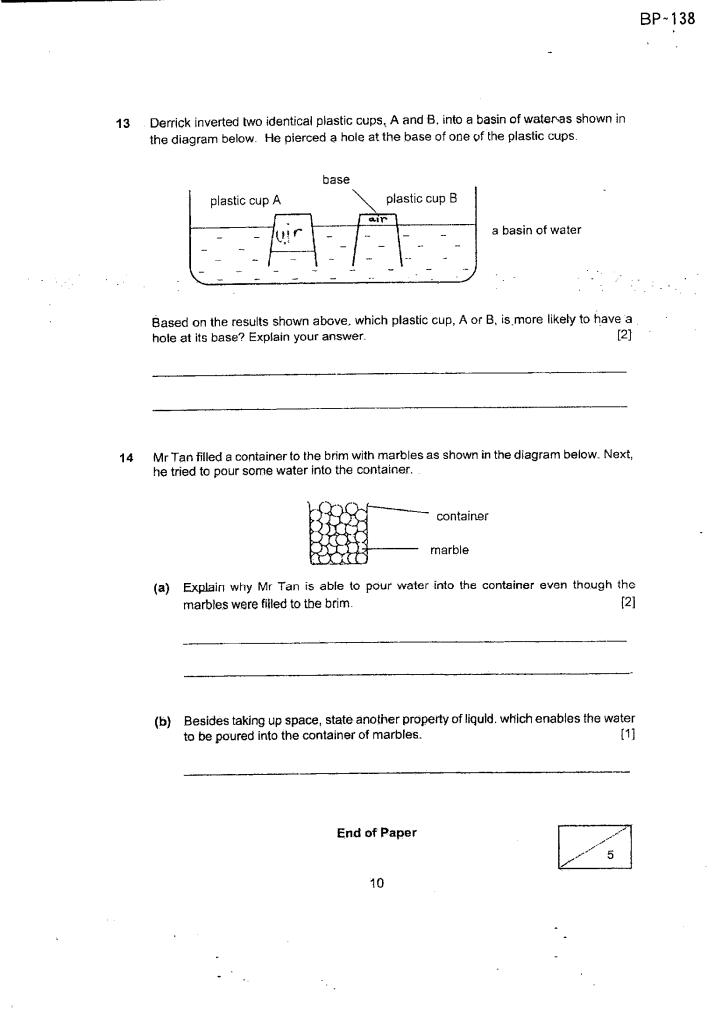 BP-138
13 Derrick inverted two identical plastic cups, A and B, into a basin of water as shown in
the diagram below. He pierced a hole at the base of one of the plastic cups.
base
plastic cup A
plastic cup B
air
air
a basin of water
Based on the results shown above, which plastic cup, A or B, is more likely to have a
hole at its base? Explain your answer. [2]
14 Mr Tan filled a container to the brim with marbles as shown in the diagram below. Next,
he tried to pour some water into the container.
container
marble
(a) Explain why Mr Tan is able to pour water into the container even though the
marbles were filled to the brim. [2]
(b) Besides taking up space, state another property of liquid. which enables the water
to be poured into the container of marbles. [1]
End of Paper
5
10